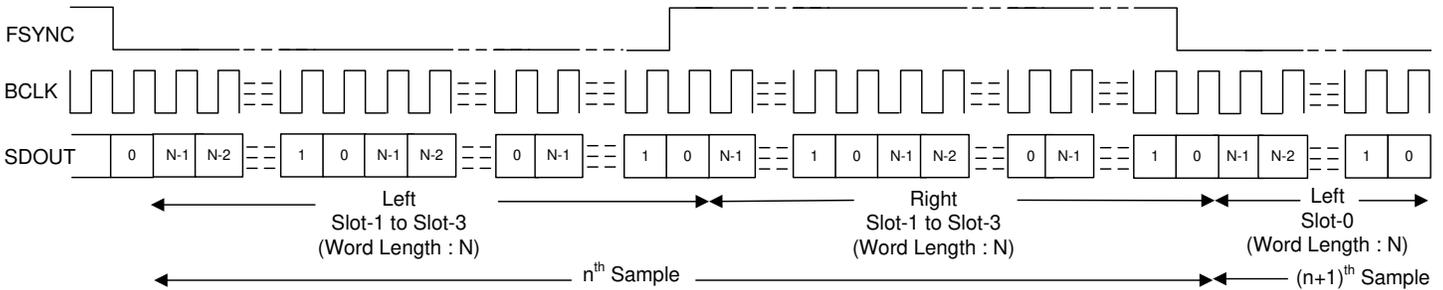 FSYNC
BCLK
SDOUT
0 N-1 N-2 1 0 N-1 N-2 0 N-1 1 0 N-1 1 0 N-1 N-2 0 N-1 1 0 N-1 N-2 1 0
Left
Slot-1 to Slot-3
(Word Length : N)
Right
Slot-1 to Slot-3
(Word Length : N)
Left
Slot-0
(Word Length : N)
nth Sample
(n+1)th Sample